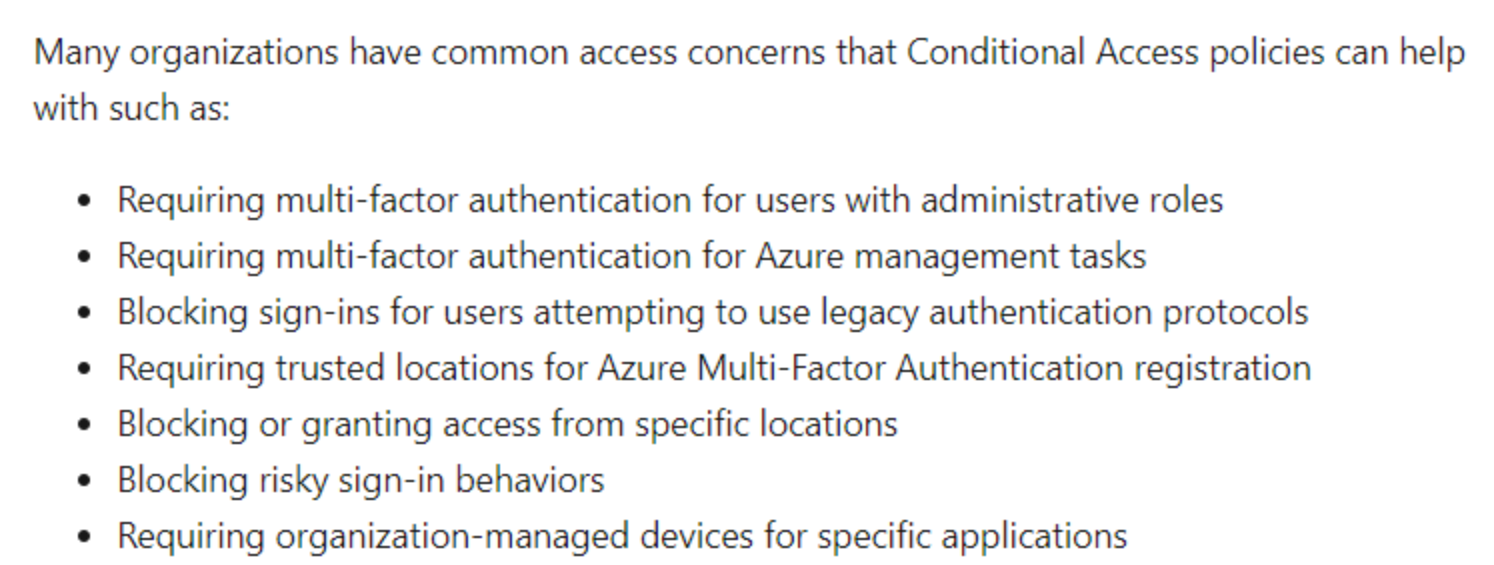 Many organizations have common access concerns that Conditional Access policies can help
with such as:
• Requiring multi-factor authentication for users with administrative roles
• Requiring multi-factor authentication for Azure management tasks
• Blocking sign-ins for users attempting to use legacy authentication protocols
• Requiring trusted locations for Azure Multi-Factor Authentication registration
• Blocking or granting access from specific locations
• Blocking risky sign-in behaviors
• Requiring organization-managed devices for specific applications